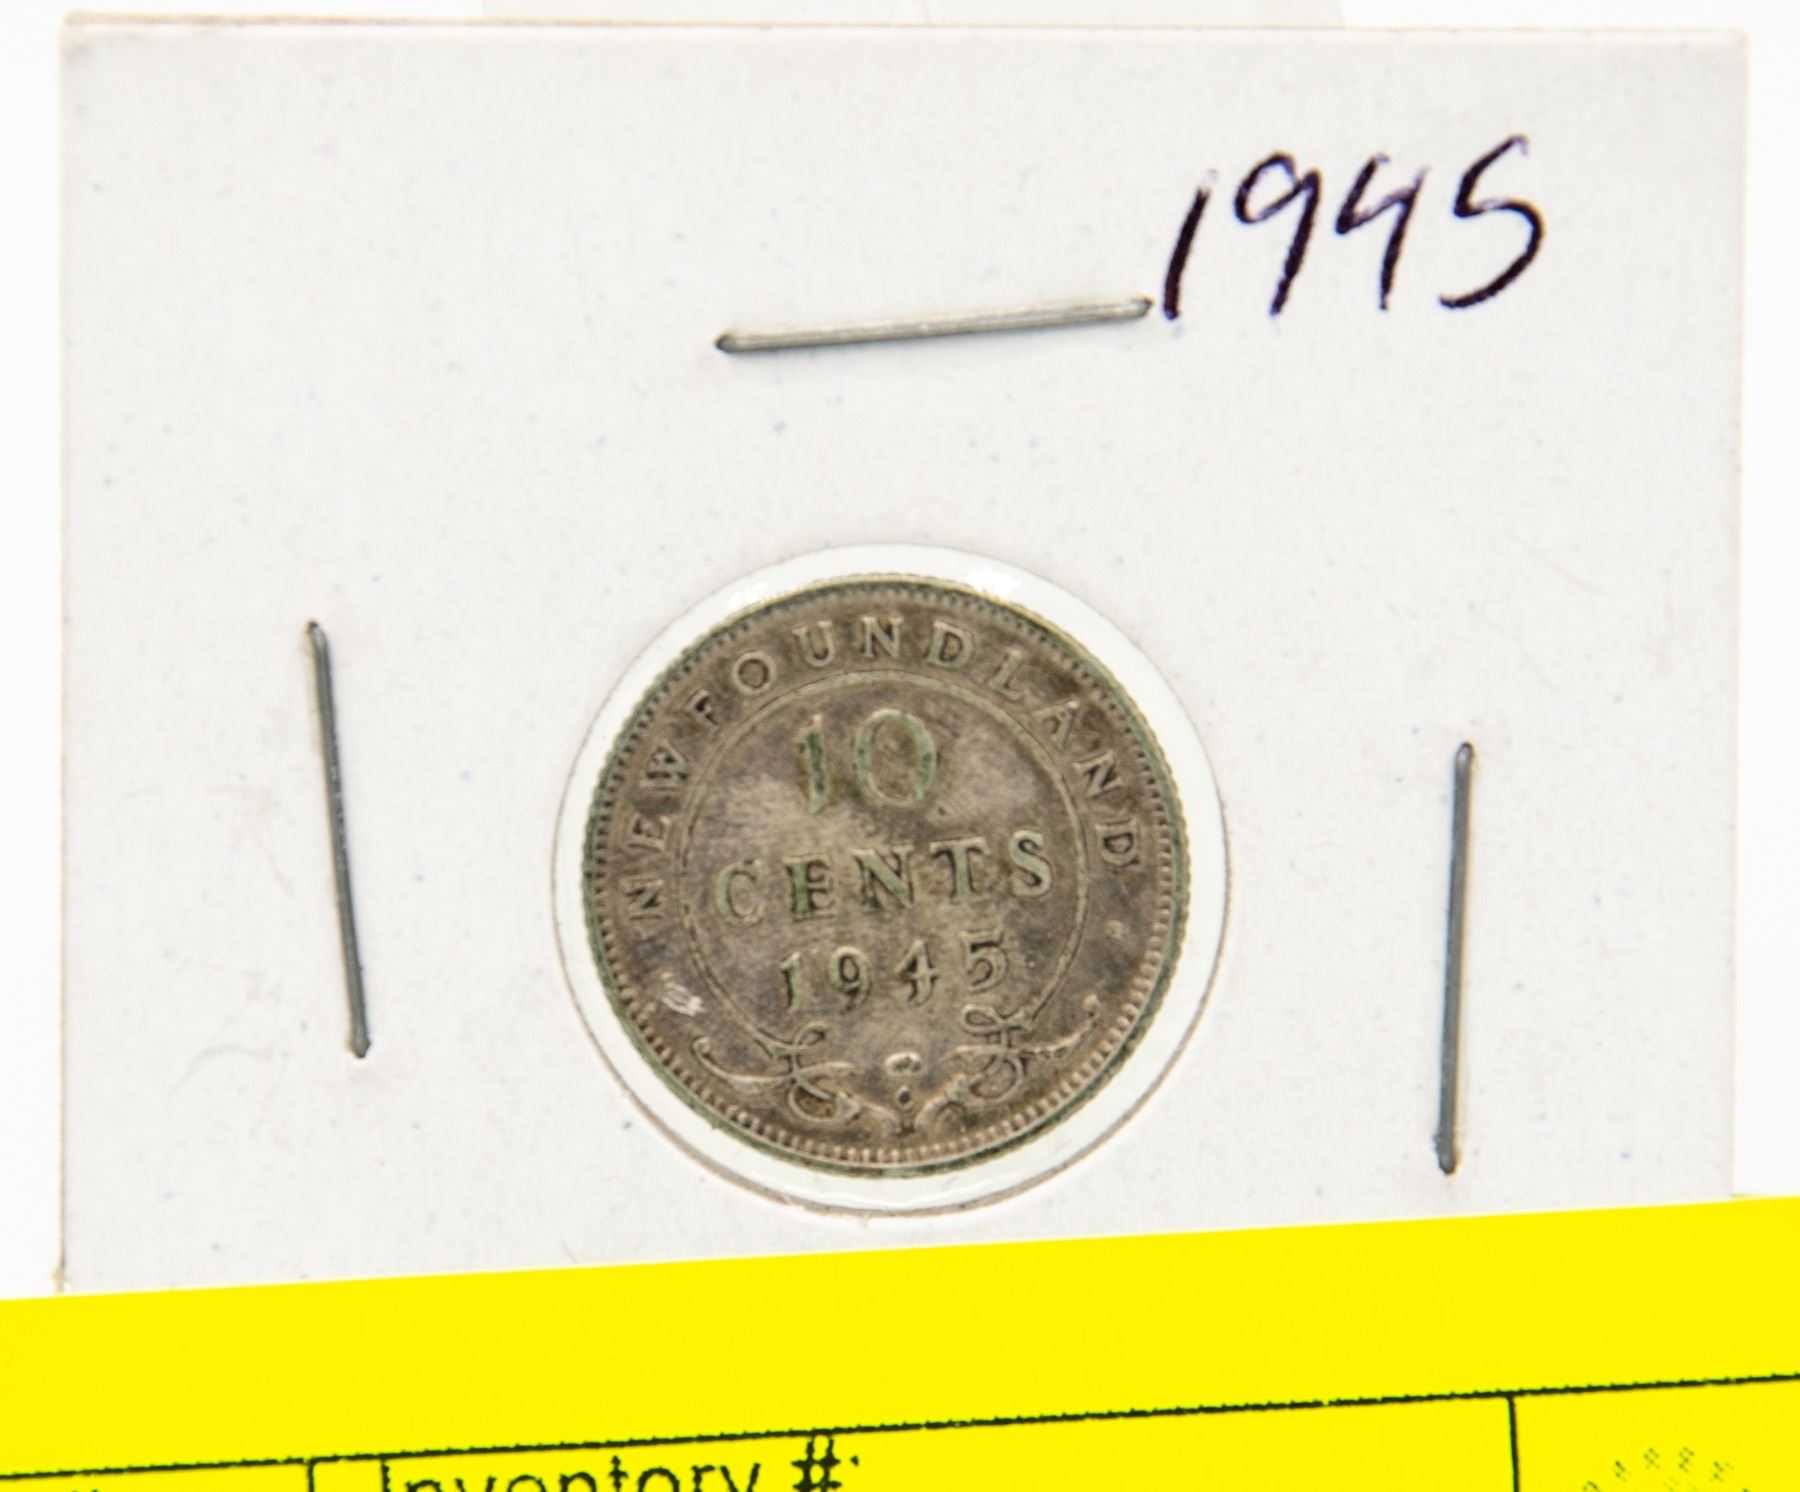 1945
NEWFOUNDLAND
10
CENTS
1945
Inventory #: